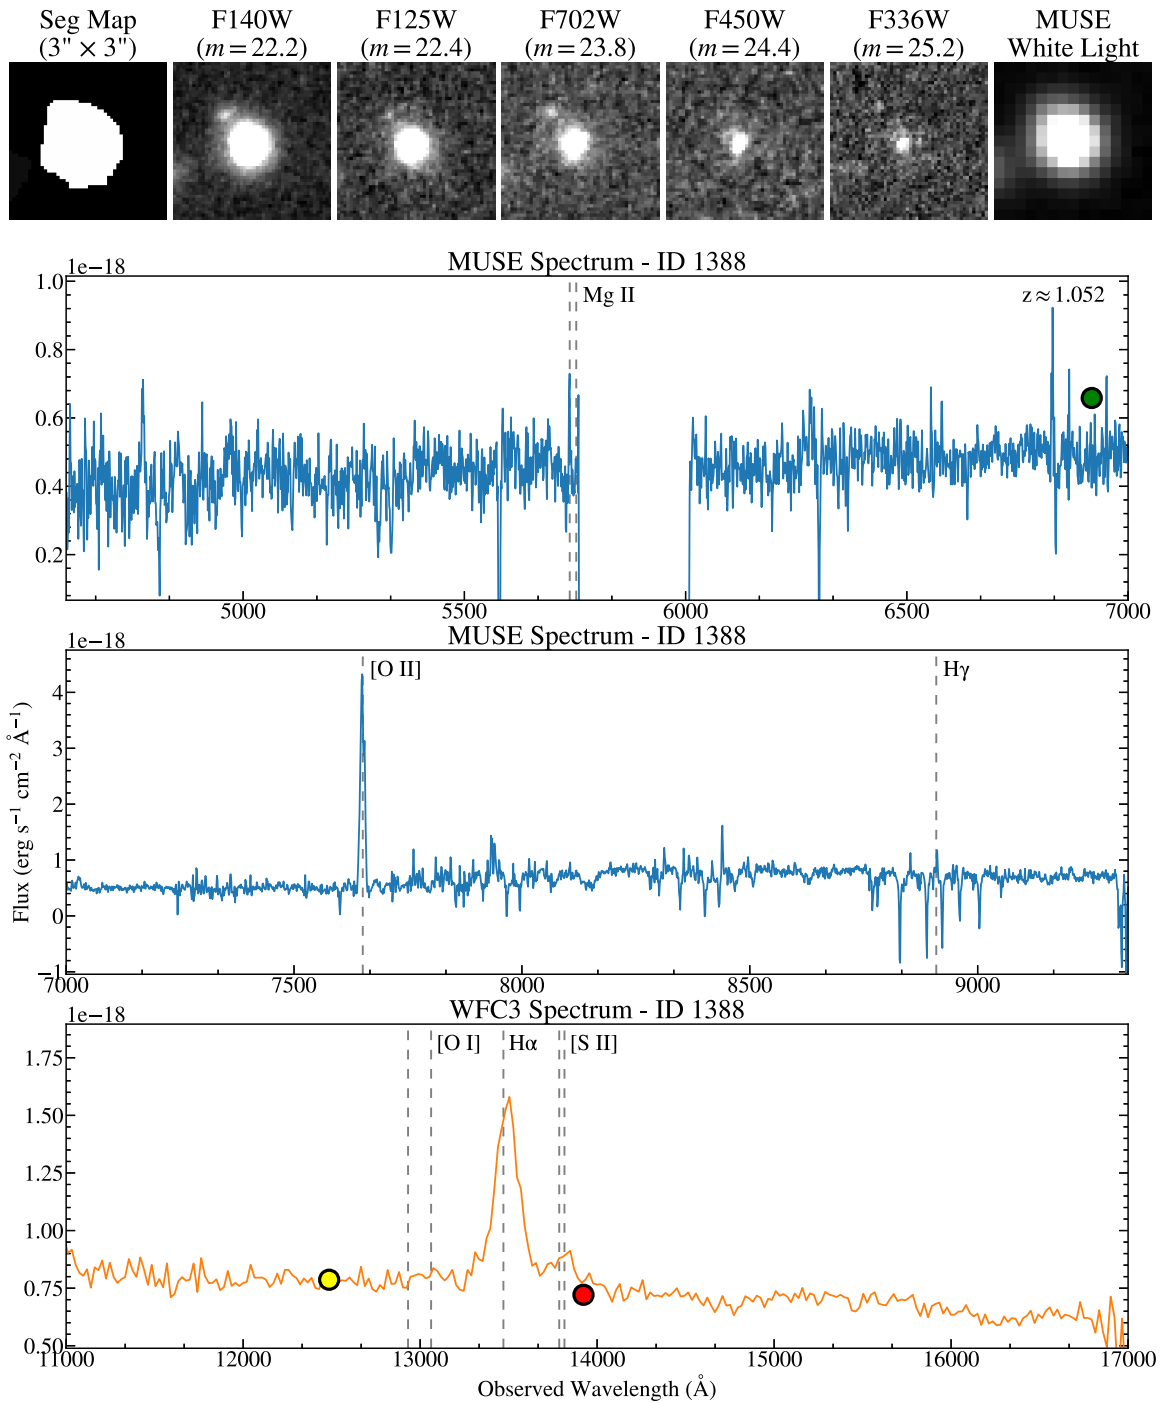 Seg Map F140W F125W F702W F450W F336W MUSE
(3" × 3") (m = 22.2) (m = 22.4) (m = 23.8) (m = 24.4) (m = 25.2) White Light
1e−18 MUSE Spectrum - ID 1388
1.0 Mg II z ≈ 1.052
0.8
0.6
0.4
0.2
5000 5500 6000 6500 7000
1e−18 MUSE Spectrum - ID 1388
[O II] Hγ
4
3
2
1
0
−1
7000 7500 8000 8500 9000
Flux (erg s−1 cm−2 Å−1)
1e−18 WFC3 Spectrum - ID 1388
[O I] Hα [S II]
1.75
1.50
1.25
1.00
0.75
0.50
11000 12000 13000 14000 15000 16000 17000
Observed Wavelength (Å)